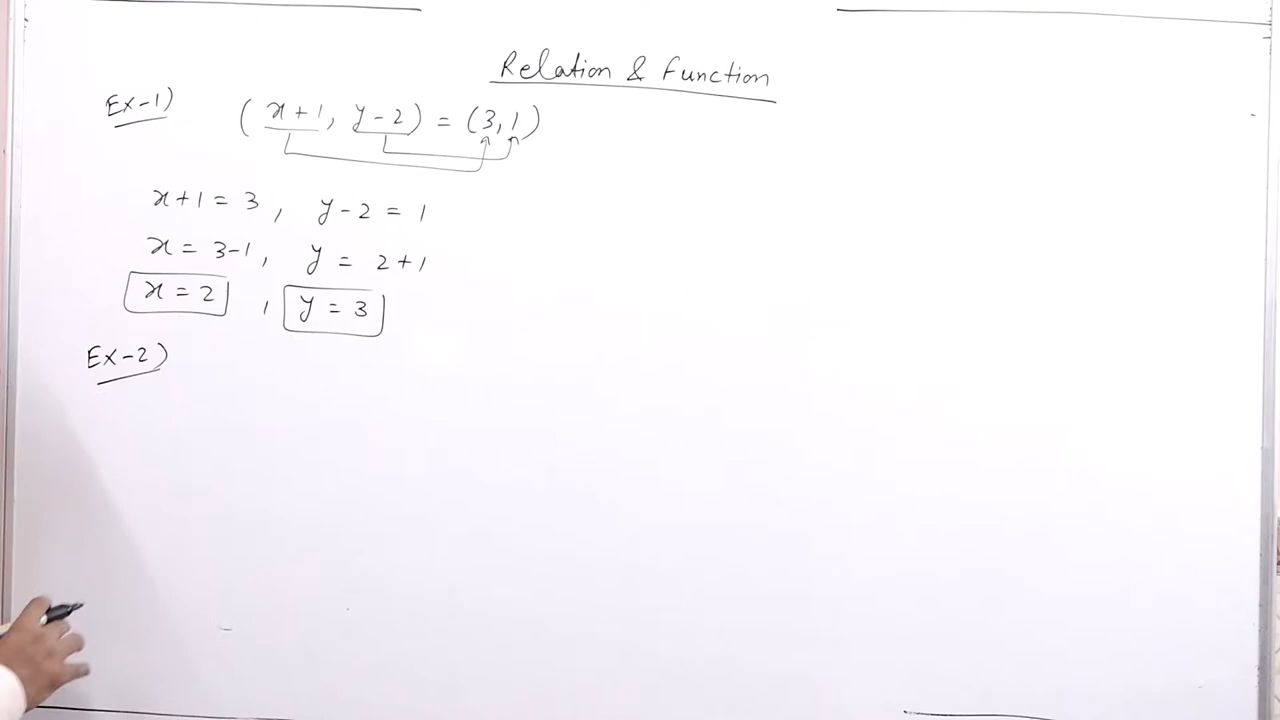 Relation & Function
Ex-1) (x+1, y-2) = (3,1)
x+1 = 3, y-2 = 1
x = 3-1, y = 2+1
x = 2, y = 3
Ex-2)